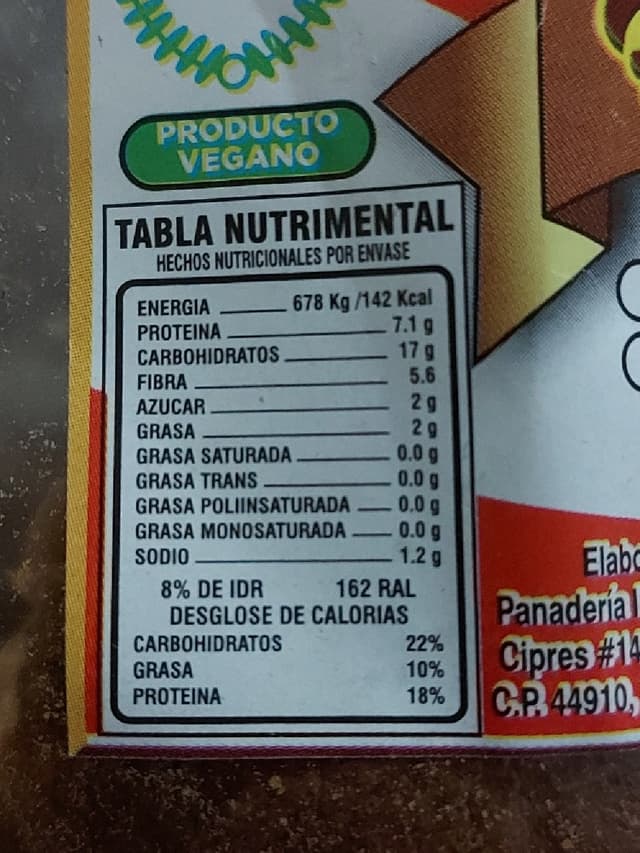 PRODUCTO
VEGANO
TABLA NUTRIMENTAL
HECHOS NUTRICIONALES POR ENVASE
ENERGIA 678 Kg /142 Kcal
PROTEINA 7.1 g
CARBOHIDRATOS 17 g
FIBRA 5.6
AZUCAR 2 g
GRASA 2 g
GRASA SATURADA 0.0 g
GRASA TRANS 0.0 g
GRASA POLIINSATURADA 0.0 g
GRASA MONOSATURADA 0.0 g
SODIO 1.2 g
8% DE IDR 162 RAL
DESGLOSE DE CALORIAS
CARBOHIDRATOS 22%
GRASA 10%
PROTEINA 18%
Elabo
Panadería
Cipres #14
C.P. 44910,